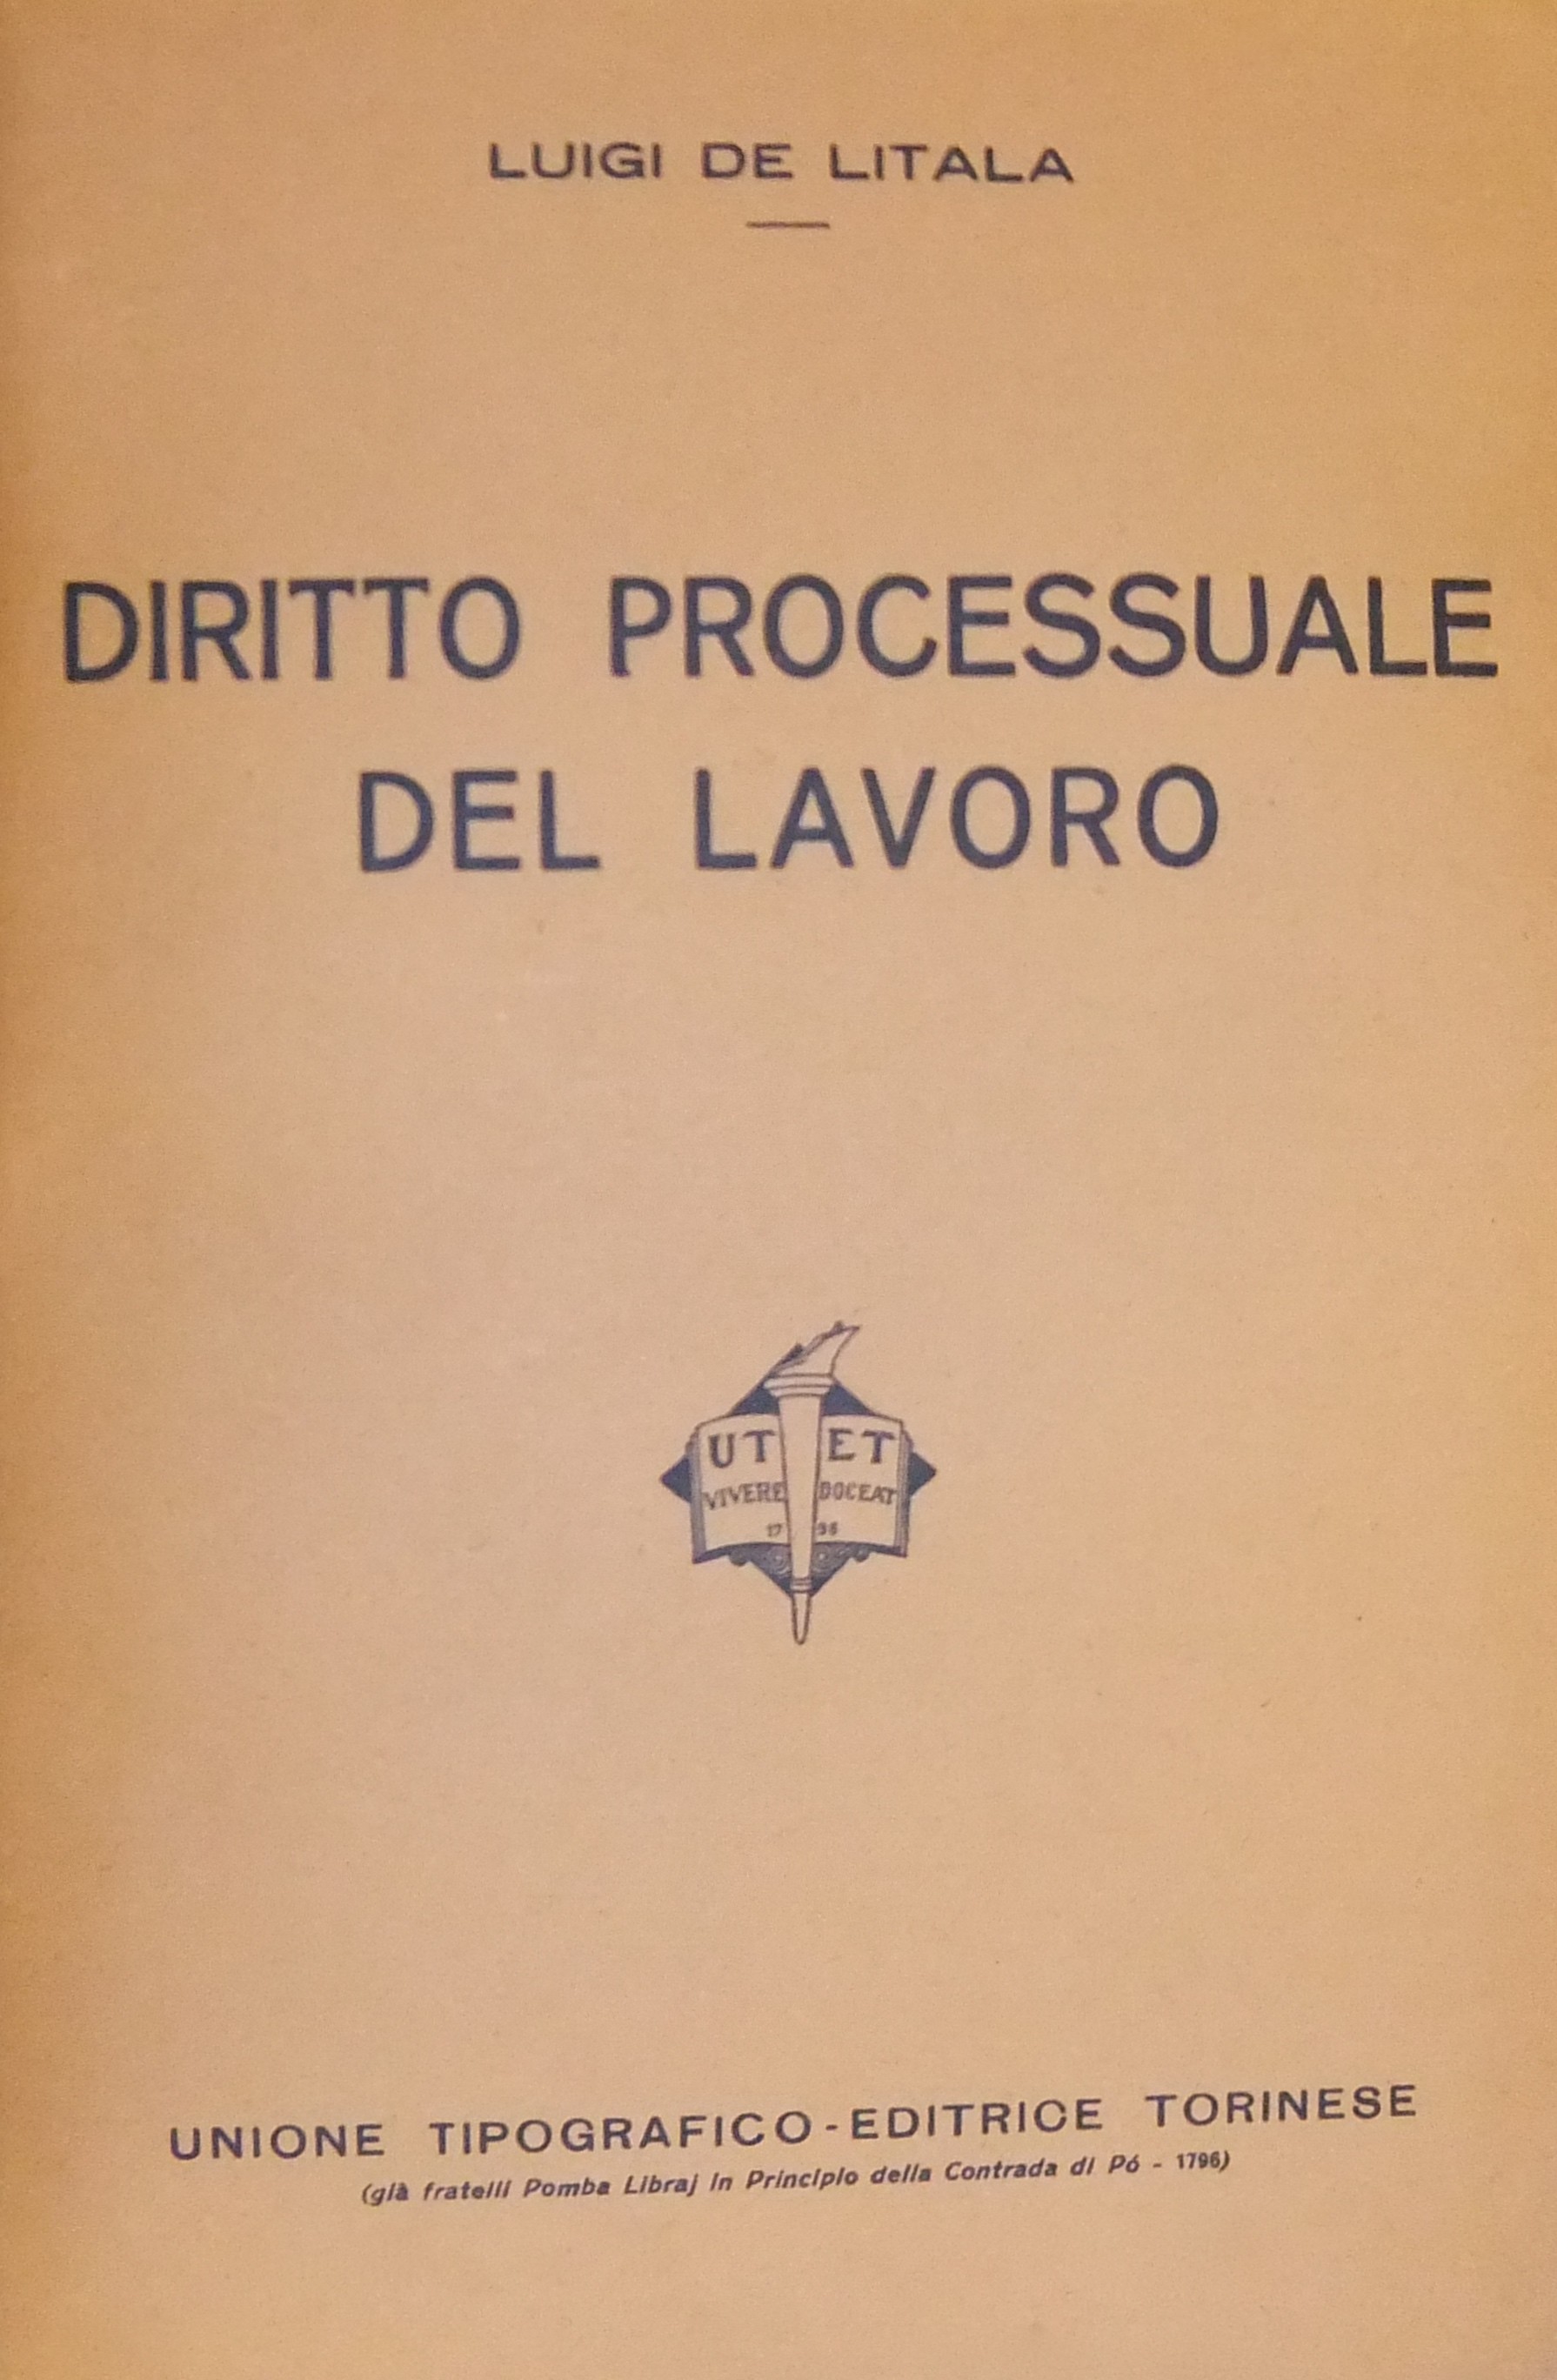 LUIGI DE LITALA
DIRITTO PROCESSUALE
DEL LAVORO
UT ET
VIVERE DOCEAT
17 96
UNIONE TIPOGRAFICO-EDITRICE TORINESE
(già fratelli Pomba Libraj in Principio della Contrada di Pó - 1796)